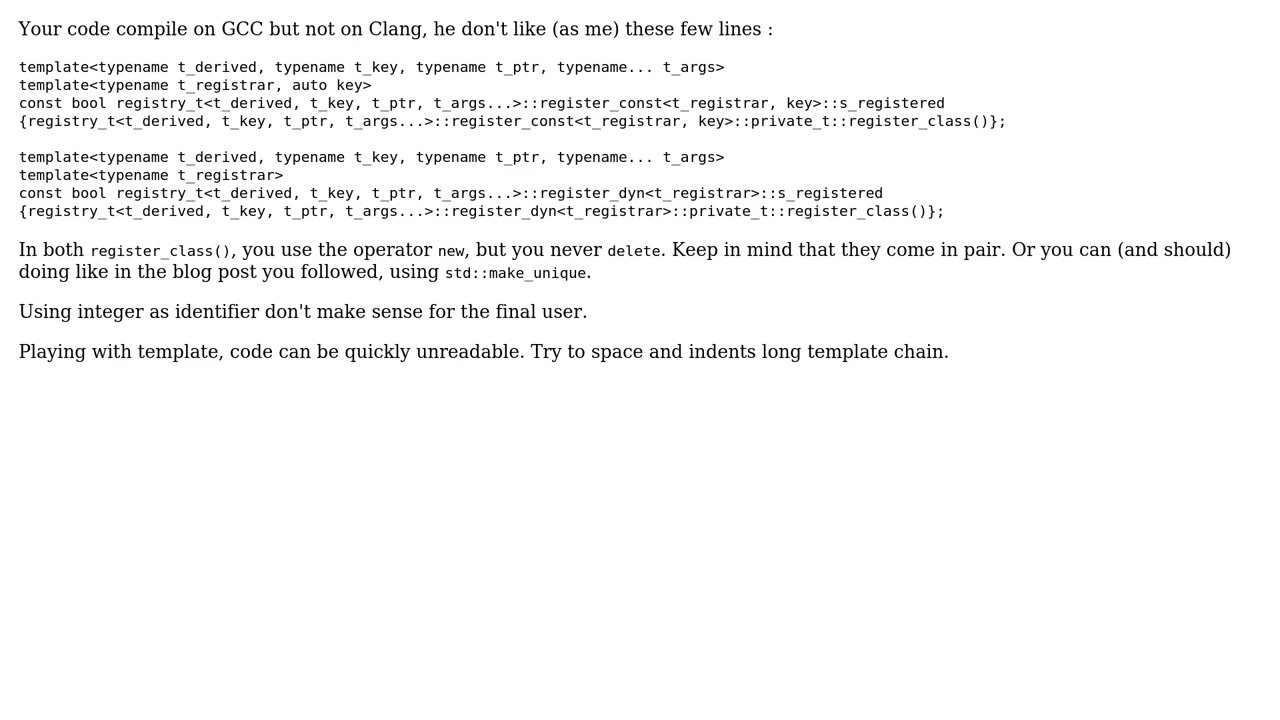 Your code compile on GCC but not on Clang, he don't like (as me) these few lines :
template<typename t_derived, typename t_key, typename t_ptr, typename... t_args>
template<typename t_registrar, auto key>
const bool registry_t<t_derived, t_key, t_ptr, t_args...>::register_const<t_registrar, key>::s_registered
{registry_t<t_derived, t_key, t_ptr, t_args...>::register_const<t_registrar, key>::private_t::register_class()};
template<typename t_derived, typename t_key, typename t_ptr, typename... t_args>
template<typename t_registrar>
const bool registry_t<t_derived, t_key, t_ptr, t_args...>::register_dyn<t_registrar>::s_registered
{registry_t<t_derived, t_key, t_ptr, t_args...>::register_dyn<t_registrar>::private_t::register_class()};
In both register_class(), you use the operator new, but you never delete. Keep in mind that they come in pair. Or you can (and should)
doing like in the blog post you followed, using std::make_unique.
Using integer as identifier don't make sense for the final user.
Playing with template, code can be quickly unreadable. Try to space and indents long template chain.